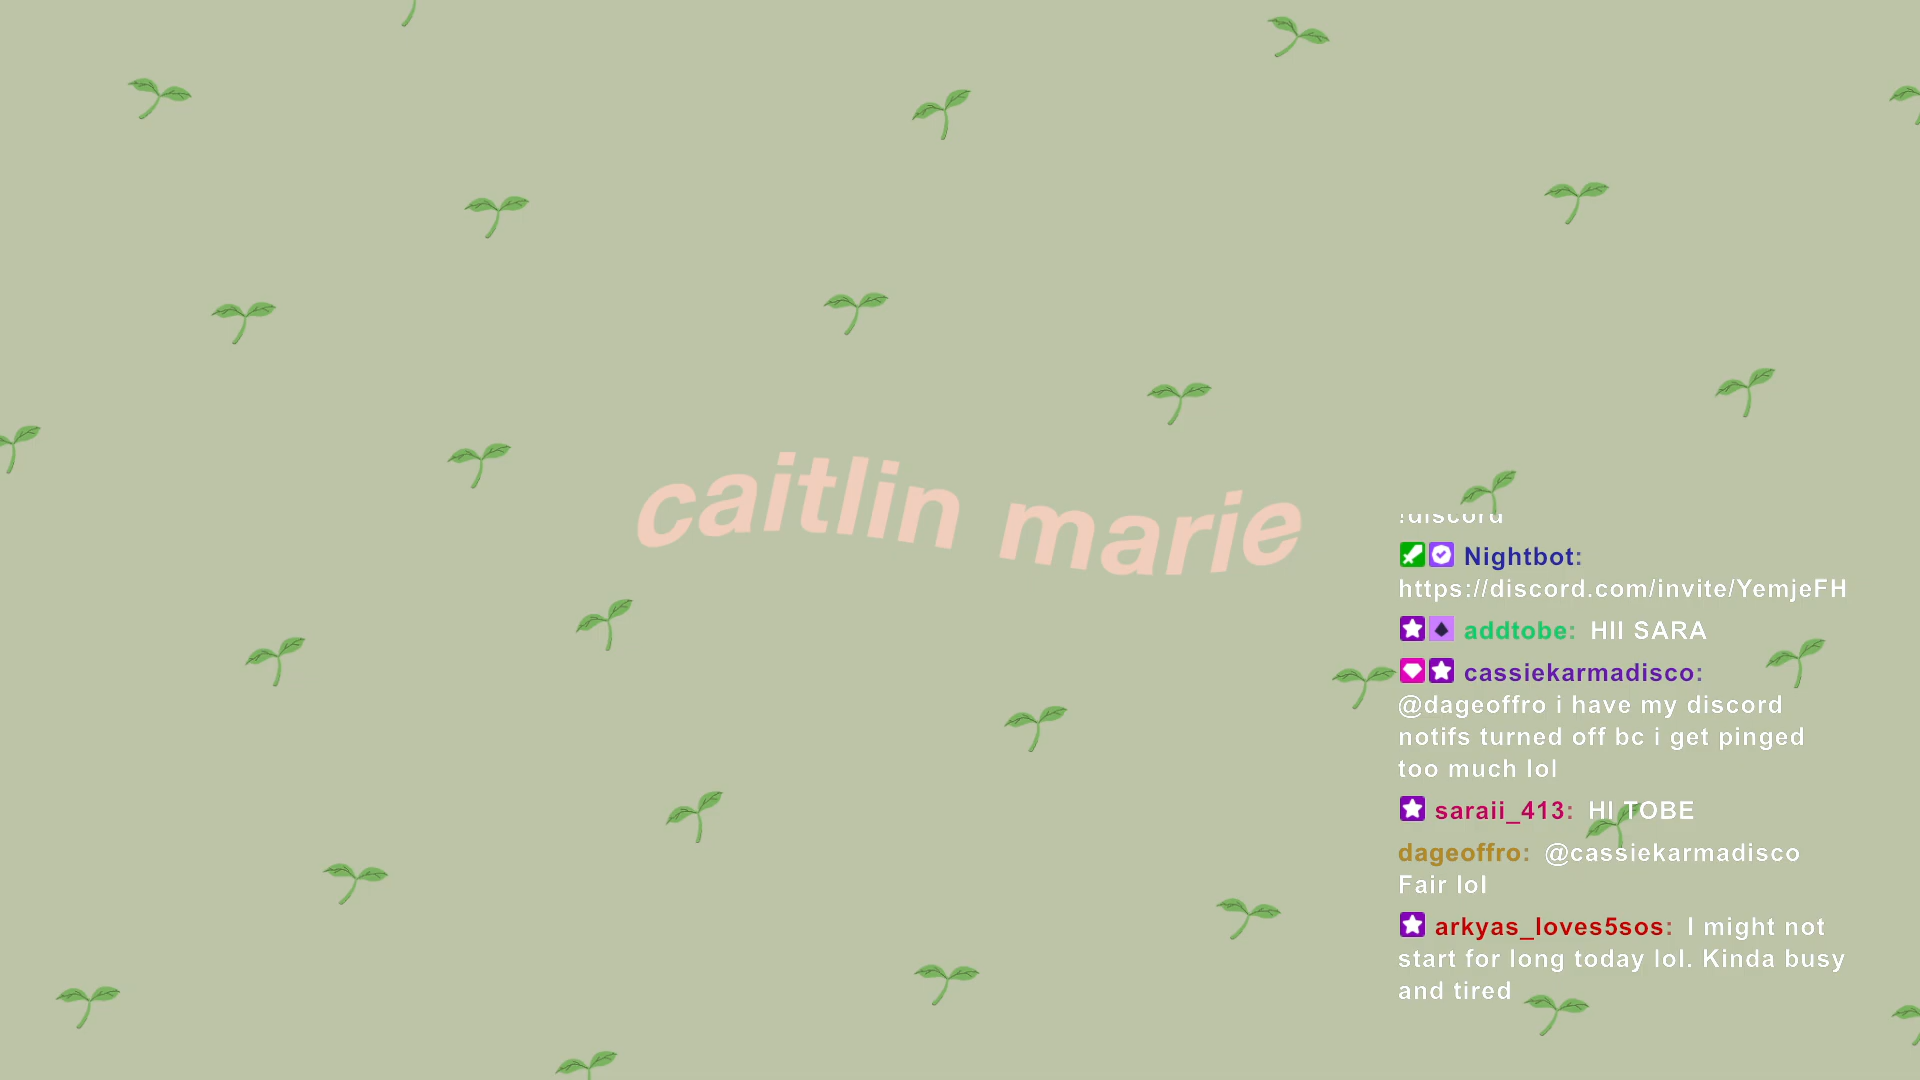 caitlin marie
!discord
Nightbot:
https://discord.com/invite/YemjeFH
addtobe: HII SARA
cassiekarmadisco:
@dageoffro i have my discord
notifs turned off bc i get pinged
too much lol
saraii_413: HI TOBE
dageoffro: @cassiekarmadisco
Fair lol
arkyas_loves5sos: I might not
start for long today lol. Kinda busy
and tired